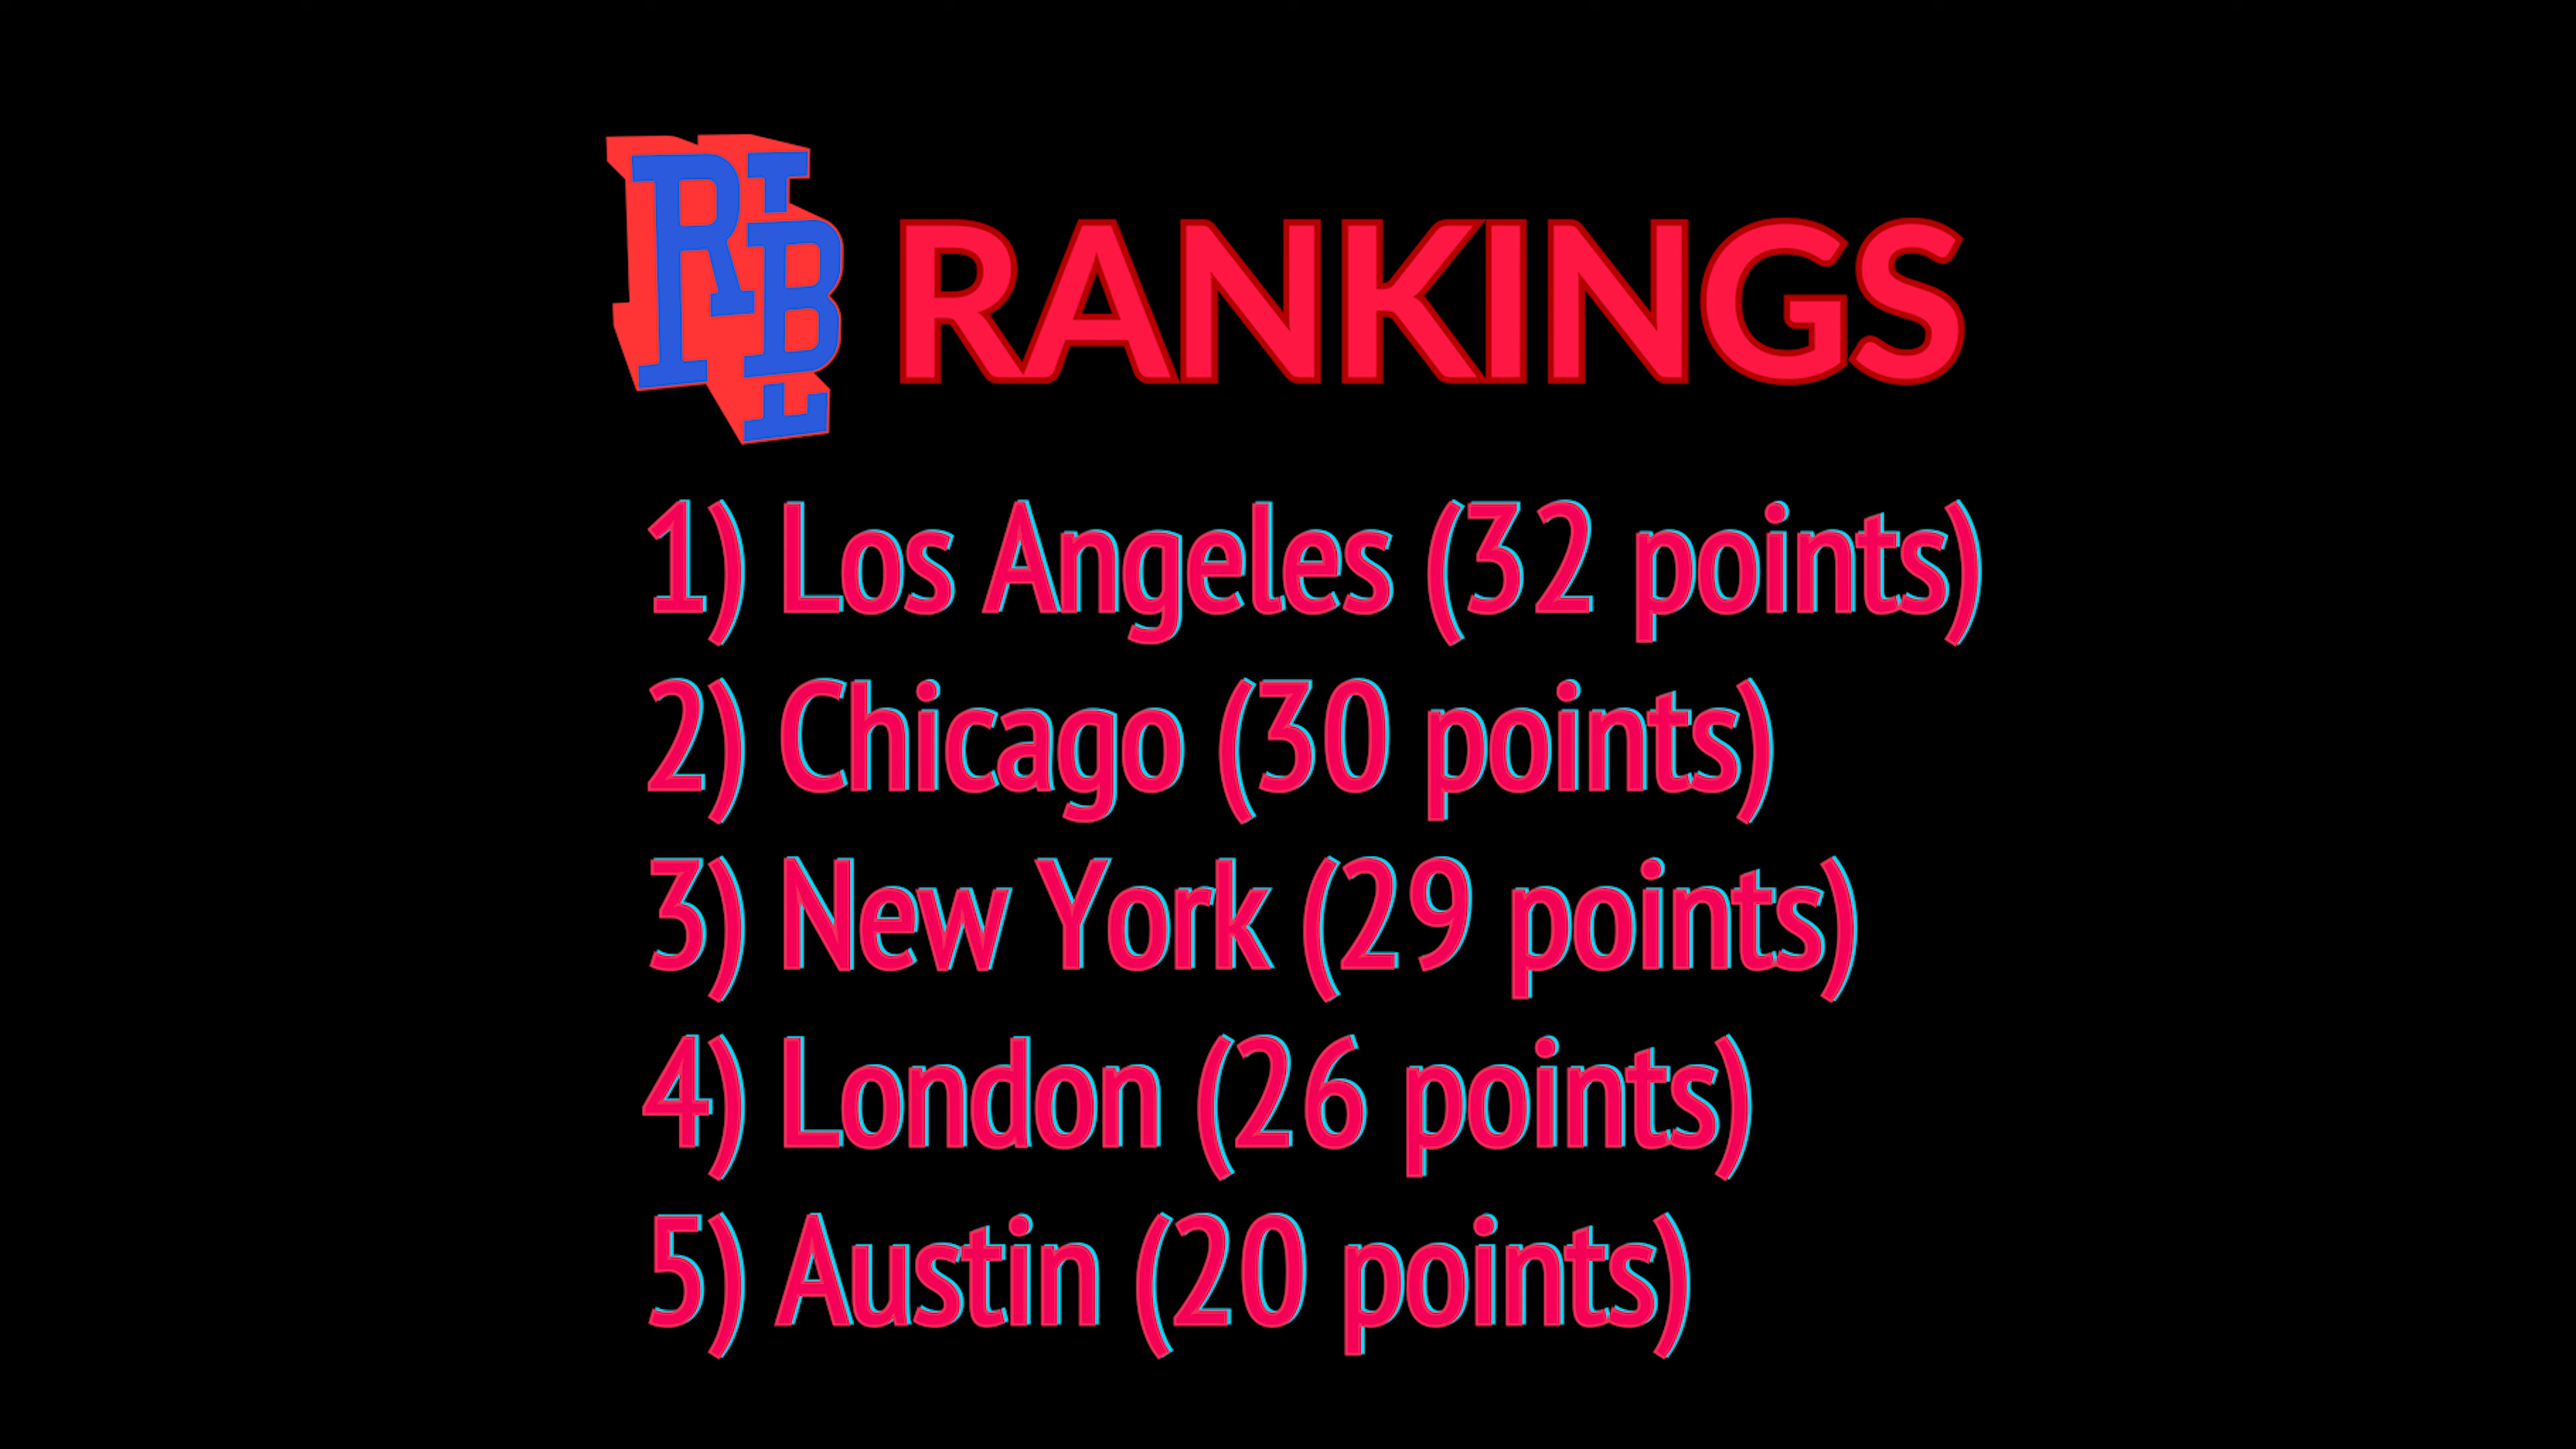 RIBBL RANKINGS
1) Los Angeles (32 points)
2) Chicago (30 points)
3) New York (29 points)
4) London (26 points)
5) Austin (20 points)